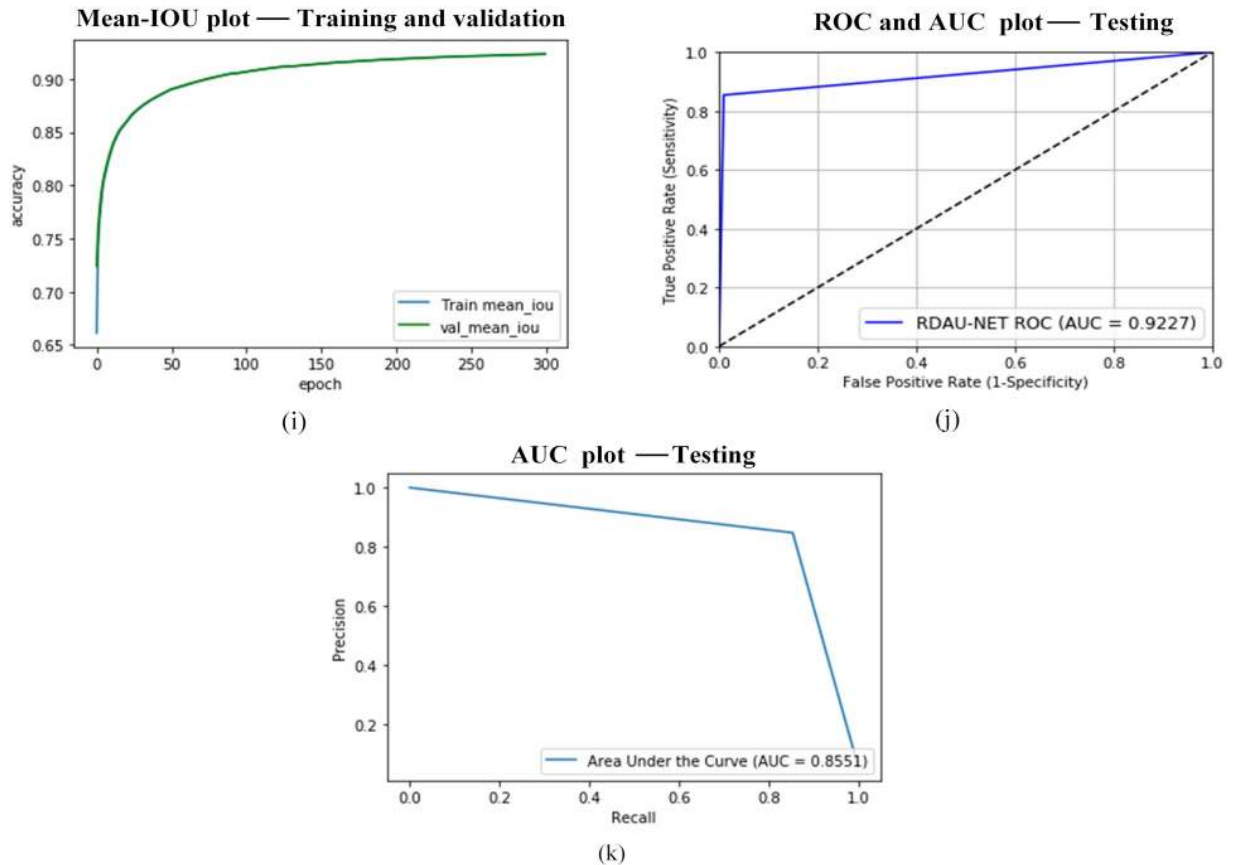 Mean-IOU plot — Training and validation
accuracy
0.90
0.85
0.80
0.75
0.70
0.65
0 50 100 150 200 250 300
epoch
Train mean_iou
val_mean_iou
(i)
ROC and AUC plot — Testing
True Positive Rate (Sensitivity)
1.0
0.8
0.6
0.4
0.2
0.0
0.0 0.2 0.4 0.6 0.8 1.0
False Positive Rate (1-Specificity)
RDAU-NET ROC (AUC = 0.9227)
(j)
AUC plot — Testing
Precision
1.0
0.8
0.6
0.4
0.2
0.0 0.2 0.4 0.6 0.8 1.0
Recall
Area Under the Curve (AUC = 0.8551)
(k)